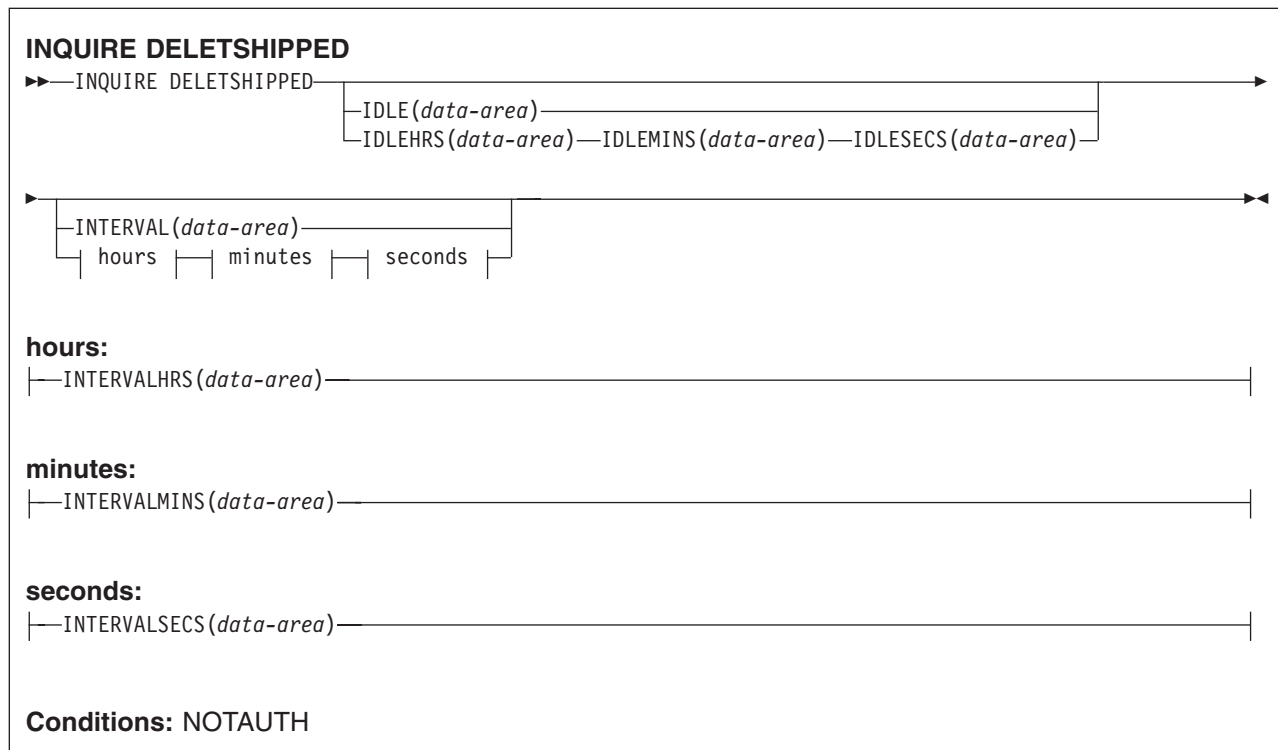 INQUIRE DELETSHIPPED
INQUIRE DELETSHIPPED
IDLE(data-area)
IDLEHRS(data-area) IDLEMINS(data-area) IDLESECS(data-area)
INTERVAL(data-area)
hours minutes seconds
hours:
INTERVALHRS(data-area)
minutes:
INTERVALMINS(data-area)
seconds:
INTERVALSECS(data-area)
Conditions: NOTAUTH